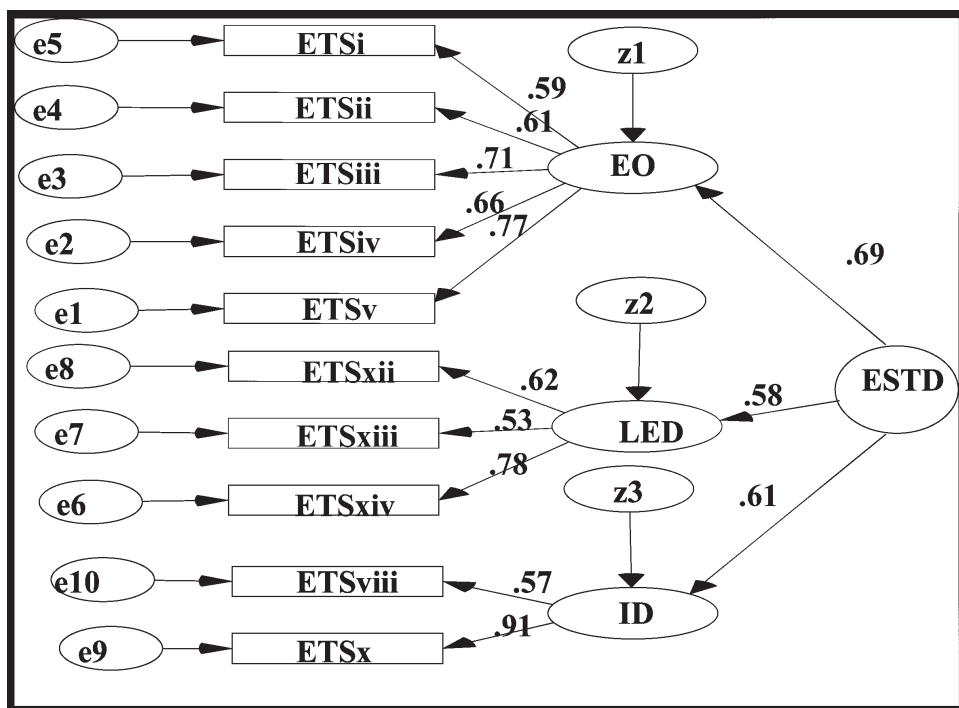 e5
ETSi
z1
.59
e4
ETSii
.61
e3
ETSiii
.71
EO
.66
e2
ETSiv
.77
.69
e1
ETSv
z2
e8
ETSxii
.62
.58
ESTD
e7
ETSxiii
.53
LED
.78
e6
ETSxiv
z3
.61
e10
ETSviii
.57
ID
.91
e9
ETSx